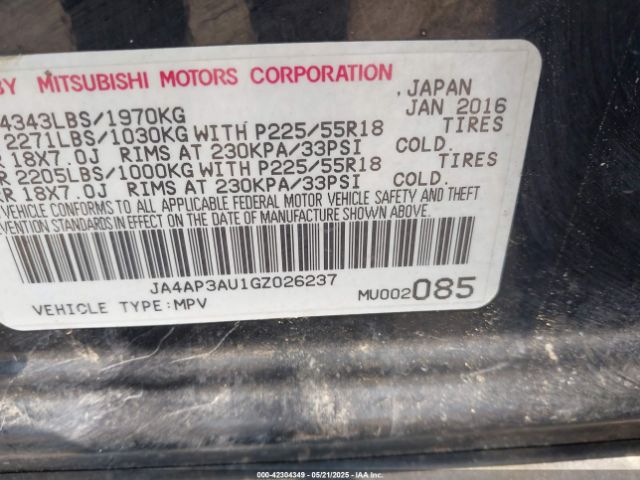 BY MITSUBISHI MOTORS CORPORATION , JAPAN
4343LBS/1970KG JAN 2016
2271LBS/1030KG WITH P225/55R18 TIRES
R 18X7.0J RIMS AT 230KPA/33PSI COLD.
R 2205LBS/1000KG WITH P225/55R18 TIRES
R 18X7.0J RIMS AT 230KPA/33PSI COLD.
VEHICLE CONFORMS TO ALL APPLICABLE FEDERAL MOTOR VEHICLE SAFETY AND
VENTION STANDARDS IN EFFECT ON THE DATE OF MANUFACTURE SHOWN ABOVE.
JA4AP3AU1GZ026237
VEHICLE TYPE:MPV MU002085
000-42304349 - 05/21/2025 - IAAI.COM